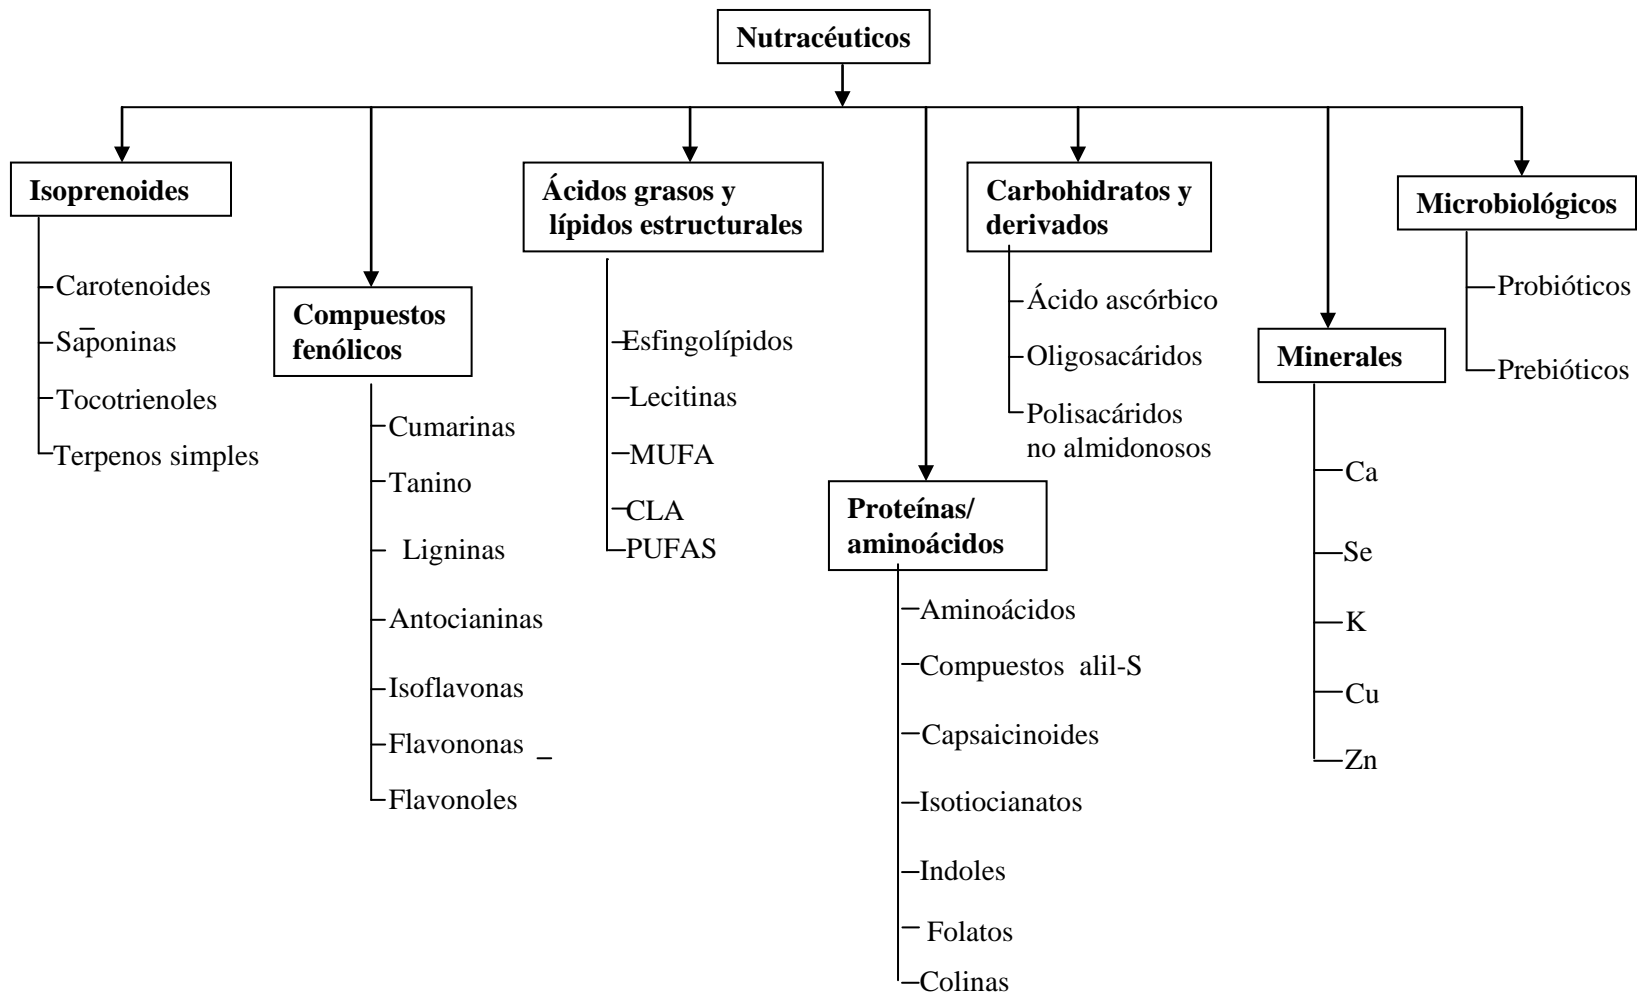 Nutracéuticos
Isoprenoides
Carotenoides
Saponinas
Tocotrienoles
Terpenos simples
Compuestos
fenólicos
Cumarinas
Tanino
Ligninas
Antocianinas
Isoflavonas
Flavononas
Flavonoles
Ácidos grasos y
lípidos estructurales
Esfingolípidos
Lecitinas
MUFA
CLA
PUFAS
Proteínas/
aminoácidos
Aminoácidos
Compuestos alil-S
Capsaicinoides
Isotiocianatos
Indoles
Folatos
Colinas
Carbohidratos y
derivados
Ácido ascórbico
Oligosacáridos
Polisacáridos
no almidonosos
Minerales
Ca
Se
K
Cu
Zn
Microbiológicos
Probióticos
Prebióticos